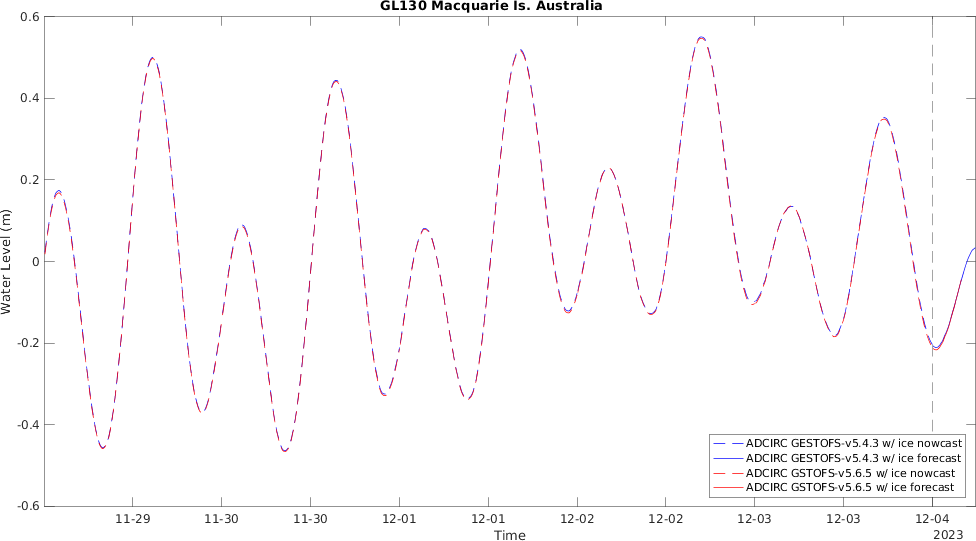 GL130 Macquarie Is. Australia
0.6
0.4
0.2
0
-0.2
-0.4
-0.6
Water Level (m)
ADCIRC GESTOFS-v5.4.3 w/ ice nowcast
ADCIRC GESTOFS-v5.4.3 w/ ice forecast
ADCIRC GSTOFS-v5.6.5 w/ ice nowcast
ADCIRC GSTOFS-v5.6.5 w/ ice forecast
11-29 11-30 11-30 12-01 12-01 12-02 12-02 12-03 12-03 12-04
2023
Time